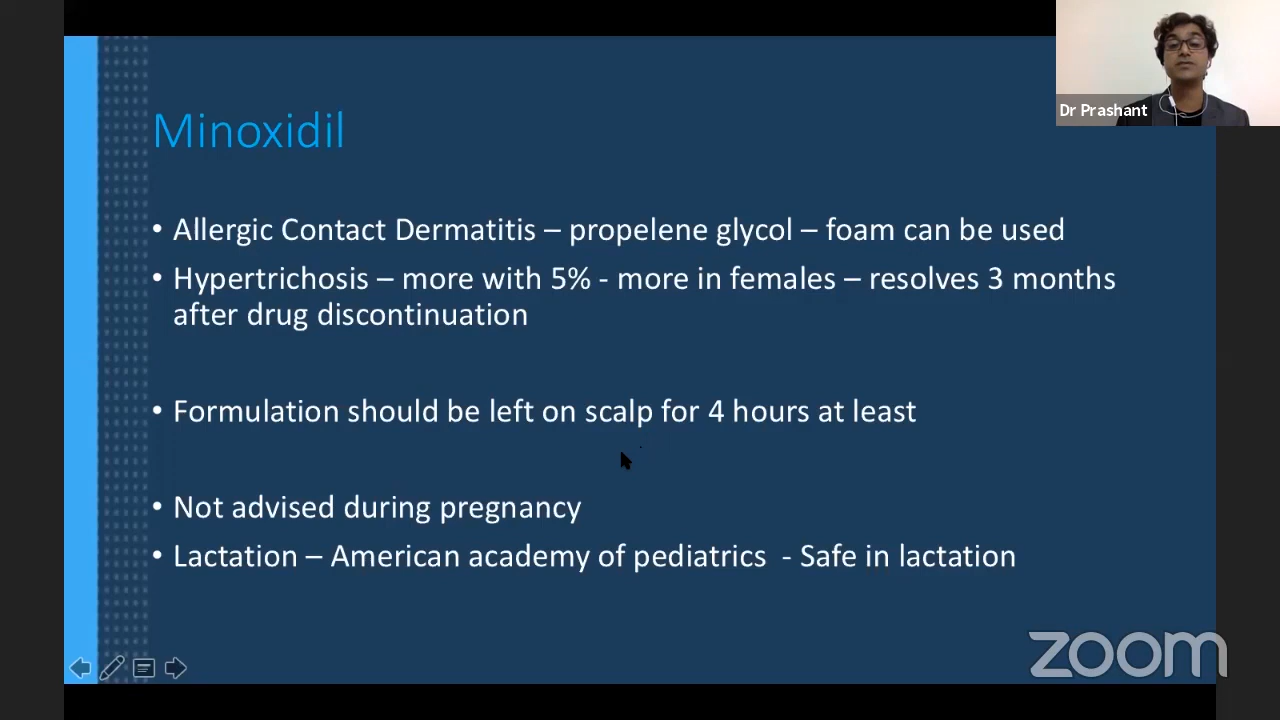 Dr Prashant
Minoxidil
• Allergic Contact Dermatitis – propelene glycol – foam can be used
• Hypertrichosis – more with 5% - more in females – resolves 3 months
after drug discontinuation
• Formulation should be left on scalp for 4 hours at least
• Not advised during pregnancy
• Lactation – American academy of pediatrics - Safe in lactation
zoom